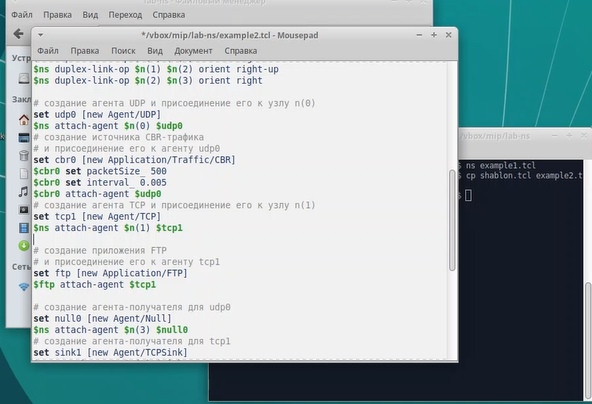 Файл Правка Вид Переход Справка
*/vbox/mip/lab-ns/example2.tcl - Mousepad
Файл Правка Поиск Вид Документ Справка
$ns duplex-link-op $n(1) $n(2) orient right-up
$ns duplex-link-op $n(2) $n(3) orient right
# создание агента UDP и присоединение его к узлу n(0)
set udp0 [new Agent/UDP]
$ns attach-agent $n(0) $udp0
# создание источника CBR-трафика
# и присоединение его к агенту udp0
set cbr0 [new Application/Traffic/CBR]
$cbr0 set packetSize_ 500
$cbr0 set interval_ 0.005
$cbr0 attach-agent $udp0
# создание агента TCP и присоединение его к узлу n(1)
set tcp1 [new Agent/TCP]
$ns attach-agent $n(1) $tcp1
# создание приложения FTP
# и присоединение его к агенту tcp1
set ftp [new Application/FTP]
$ftp attach-agent $tcp1
# создание агента-получателя для udp0
set null0 [new Agent/Null]
$ns attach-agent $n(3) $null0
# создание агента-получателя для tcp1
set sink1 [new Agent/TCPSink]
Устр
Закл
Сеть
vbox/mip/lab-ns
$ ns example1.tcl
$ cp shablon.tcl example2.t
$